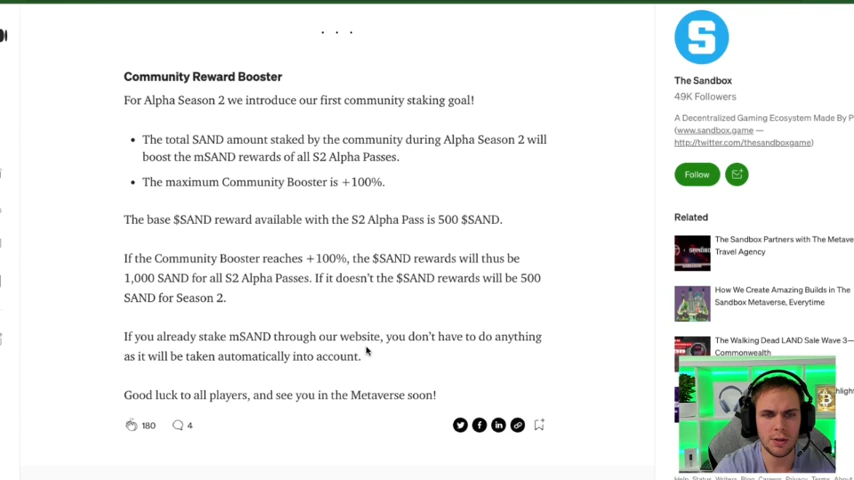 Community Reward Booster
For Alpha Season 2 we introduce our first community staking goal!
• The total SAND amount staked by the community during Alpha Season 2 will
boost the mSAND rewards of all S2 Alpha Passes.
• The maximum Community Booster is +100%.
The base $SAND reward available with the S2 Alpha Pass is 500 $SAND.
If the Community Booster reaches +100%, the $SAND rewards will thus be
1,000 SAND for all S2 Alpha Passes. If it doesn't the $SAND rewards will be 500
SAND for Season 2.
If you already stake mSAND through our website, you don't have to do anything
as it will be taken automatically into account.
Good luck to all players, and see you in the Metaverse soon!
180 4
S
The Sandbox
49K Followers
A Decentralized Gaming Ecosystem Made By P
(www.sandbox.game —
http://twitter.com/thesandboxgame)
Follow
Related
The Sandbox Partners with The Metave
Travel Agency
How We Create Amazing Builds in The
Sandbox Metaverse, Everytime
The Walking Dead LAND Sale Wave 3—
Commonwealth
Help Status Writers Blog Careers Privacy Terms About